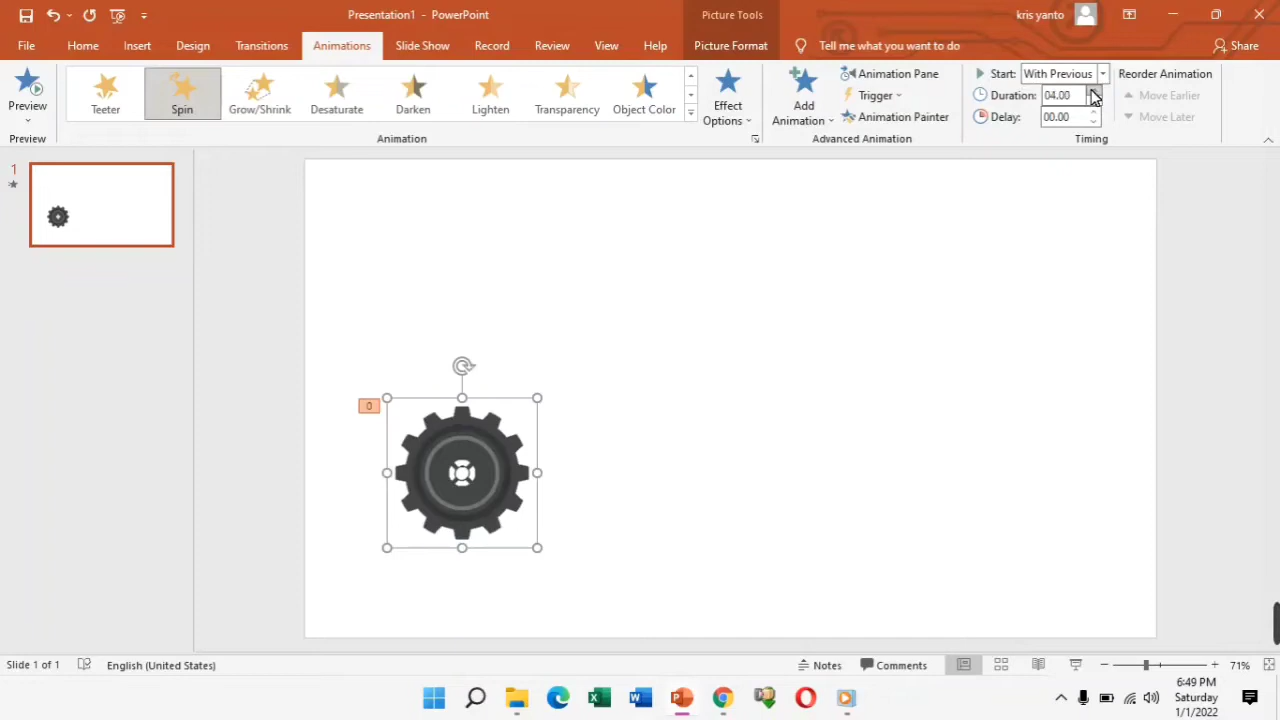 Presentation1 - PowerPoint
Picture Tools
kris yanto
File
Home
Insert
Design
Transitions
Animations
Slide Show
Record
Review
View
Help
Picture Format
Tell me what you want to do
Share
Preview
Preview
Teeter
Spin
Grow/Shrink
Desaturate
Darken
Lighten
Transparency
Object Color
Animation
Effect
Options
Add
Animation
Animation Pane
Trigger
Animation Painter
Advanced Animation
Start: With Previous
Duration: 04.00
Delay: 00.00
Reorder Animation
Move Earlier
Move Later
Timing
1
0
Slide 1 of 1
English (United States)
Notes
Comments
71%
6:49 PM
Saturday
1/1/2022